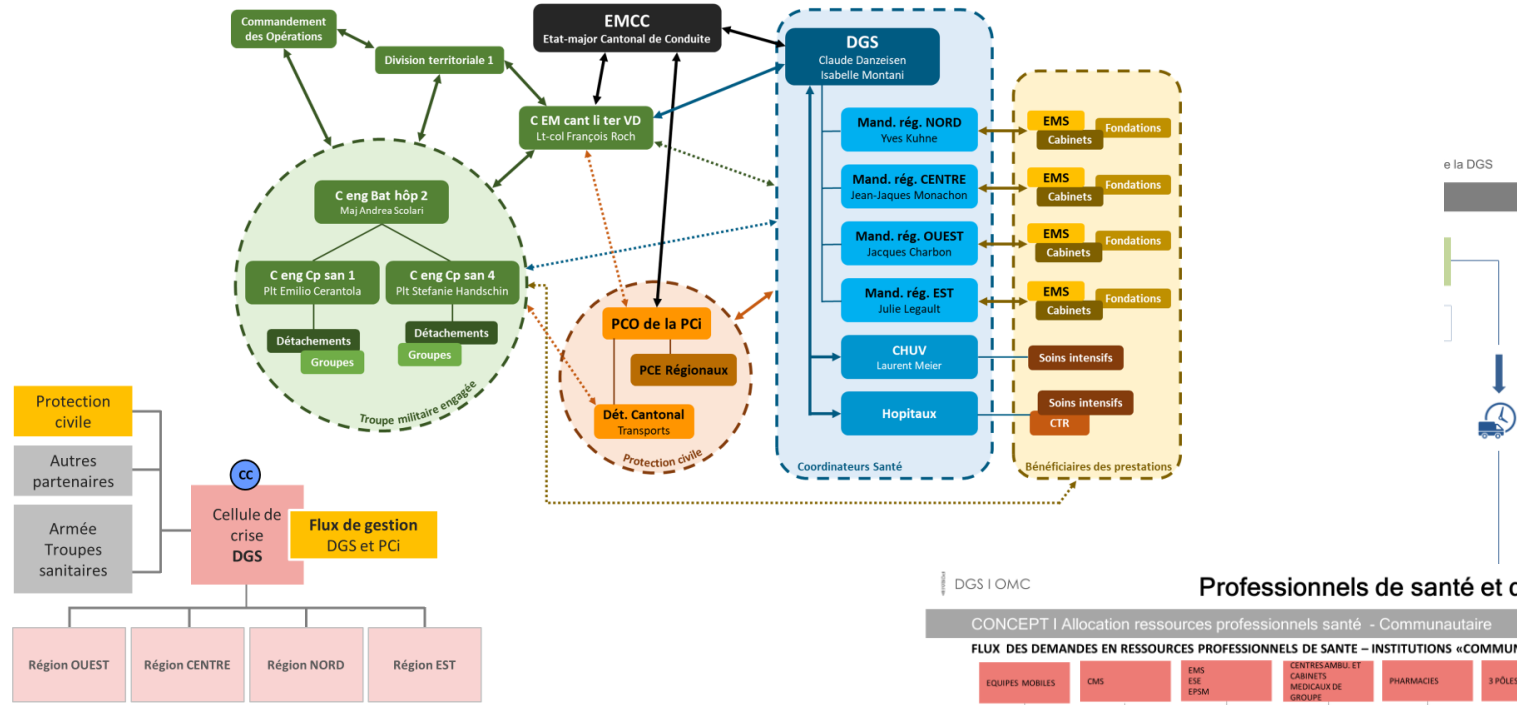 Commandement
des Opérations
Division territoriale 1
EMCC
Etat-major Cantonal de Conduite
C EM cant li ter VD
Lt-col François Roch
DGS
Claude Danzeisen
Isabelle Montani
Mand. rég. NORD
Yves Kuhne
EMS
Cabinets
Fondations
Mand. rég. CENTRE
Jean-Jaques Monachon
EMS
Cabinets
Fondations
Mand. rég. OUEST
Jacques Charbon
EMS
Cabinets
Fondations
Mand. rég. EST
Julie Legault
EMS
Cabinets
Fondations
CHUV
Laurent Meier
Soins intensifs
Hopitaux
Soins intensifs
CTR
Coordinateurs Santé
Bénéficiaires des prestations
C eng Bat hôp 2
Maj Andrea Scolari
C eng Cp san 1
Plt Emilio Cerantola
C eng Cp san 4
Plt Stefanie Handschin
Détachements
Groupes
Détachements
Groupes
Troupe militaire engagée
PCO de la PCi
PCE Régionaux
Dét. Cantonal
Transports
Protection civile
Protection
civile
Autres
partenaires
Armée
Troupes
sanitaires
CC
Cellule de
crise
DGS
Flux de gestion
DGS et PCi
Région OUEST
Région CENTRE
Région NORD
Région EST
e la DGS
DGS I OMC
Professionnels de santé et
CONCEPT I Allocation ressources professionnels santé - Communautaire
FLUX DES DEMANDES EN RESSOURCES PROFESSIONNELS DE SANTE – INSTITUTIONS «COMMUN
EQUIPES MOBILES
CMS
EMS
ESE
EPSM
CENTRES AMBU. ET
CABINETS
MEDICAUX DE
GROUPE
PHARMACIES
3 PÔLES